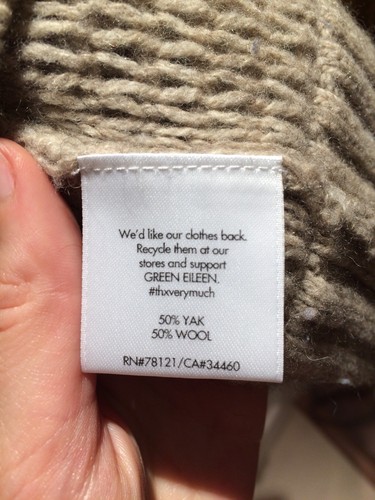 We'd like our clothes back.
Recycle them at our
stores and support
GREEN EILEEN.
#thxverymuch
50% YAK
50% WOOL
RN#78121/CA#34460